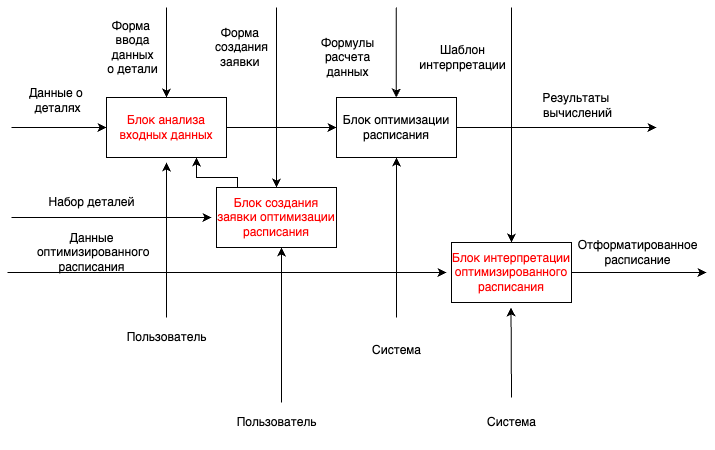 Форма
ввода
данных
о детали
Форма
создания
заявки
Формулы
расчета
данных
Шаблон
интерпретации
Данные о
деталях
Блок анализа
входных данных
Блок оптимизации
расписания
Результаты
вычислений
Набор деталей
Блок создания
заявки оптимизации
расписания
Данные
оптимизированного
расписания
Блок интерпретации
оптимизированного
расписания
Отформатированное
расписание
Пользователь
Система
Пользователь
Система